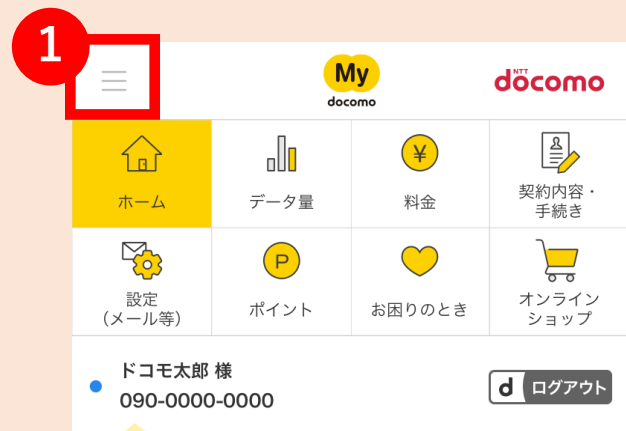 1
My
docomo
NTT
döcomo
ホーム
データ量
¥
料金
契約内容・
手続き
設定
(メール等)
P
ポイント
お困りのとき
オンライン
ショップ
ドコモ太郎 様
090-0000-0000
d ログアウト